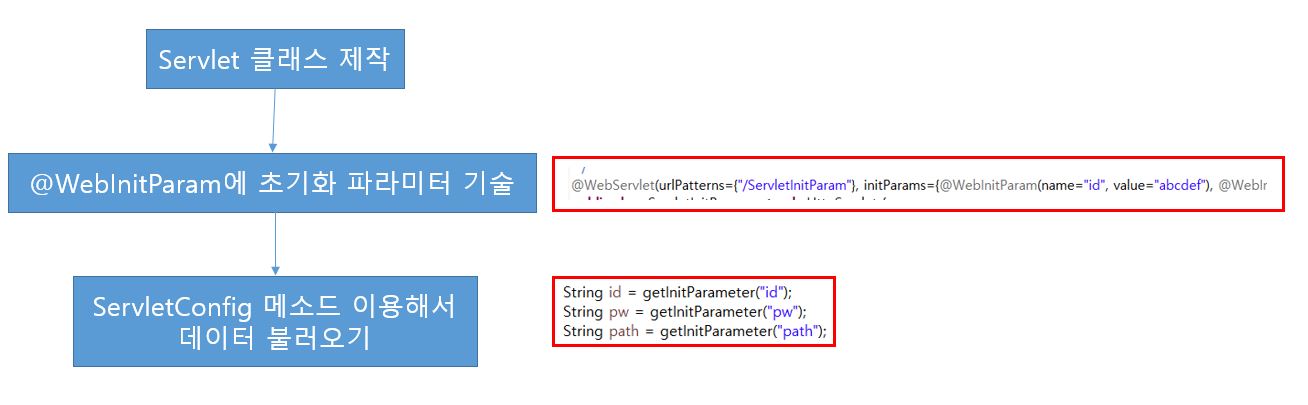 Servlet 클래스 제작
@WebInitParam에 초기화 파라미터 기술
/
@WebServlet(urlPatterns={"/ServletInitParam"}, initParams={@WebInitParam(name="id", value="abcdef"), @WebIr
ServletConfig 메소드 이용해서
데이터 불러오기
String id = getInitParameter("id");
String pw = getInitParameter("pw");
String path = getInitParameter("path");